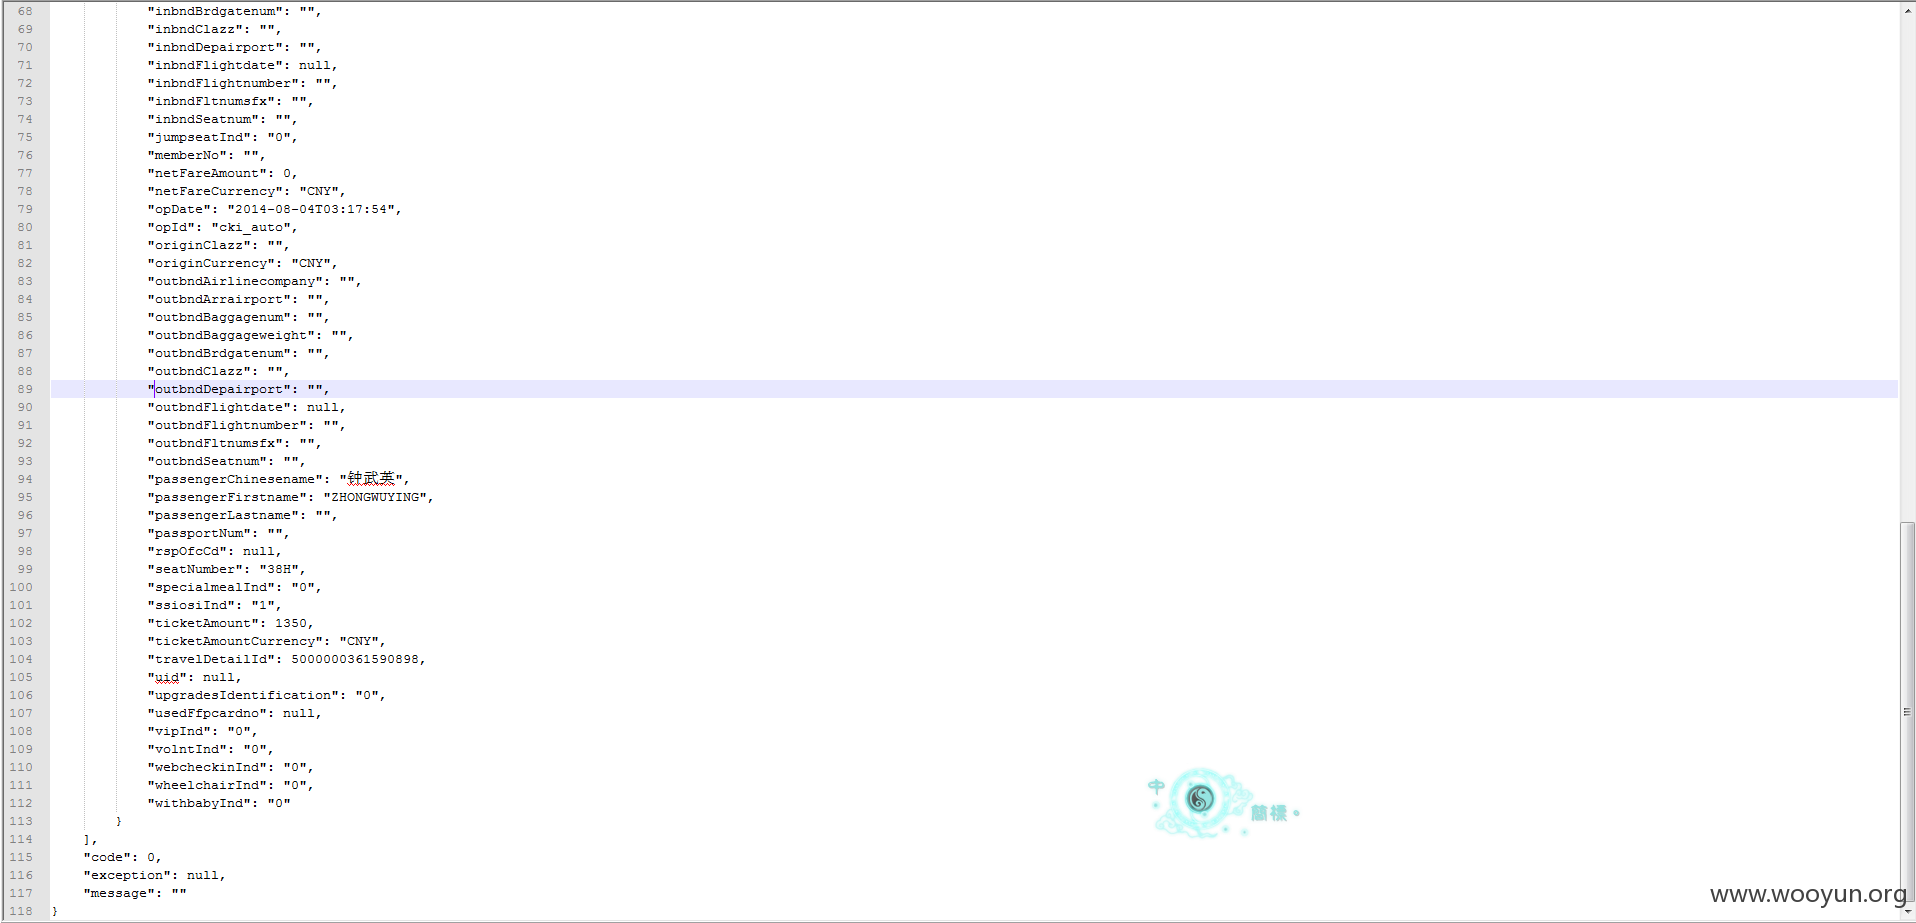 68 "inbndBrdgatenum": "",
69 "inbndClazz": "",
70 "inbndDepairport": "",
71 "inbndFlightdate": null,
72 "inbndFlightnumber": "",
73 "inbndFltnumsfx": "",
74 "inbndSeatnum": "",
75 "jumpseatInd": "0",
76 "memberNo": "",
77 "netFareAmount": 0,
78 "netFareCurrency": "CNY",
79 "opDate": "2014-08-04T03:17:54",
80 "opId": "cki_auto",
81 "originClazz": "",
82 "originCurrency": "CNY",
83 "outbndAirlinecompany": "",
84 "outbndArrairport": "",
85 "outbndBaggagenum": "",
86 "outbndBaggageweight": "",
87 "outbndBrdgatenum": "",
88 "outbndClazz": "",
89 "outbndDepairport": "",
90 "outbndFlightdate": null,
91 "outbndFlightnumber": "",
92 "outbndFltnumsfx": "",
93 "outbndSeatnum": "",
94 "passengerChinesename": "钟武英",
95 "passengerFirstname": "ZHONGWUYING",
96 "passengerLastname": "",
97 "passportNum": "",
98 "rspOfcCd": null,
99 "seatNumber": "38H",
100 "specialmealInd": "0",
101 "ssiosiInd": "1",
102 "ticketAmount": 1350,
103 "ticketAmountCurrency": "CNY",
104 "travelDetailId": 5000000361590898,
105 "uid": null,
106 "upgradesIdentification": "0",
107 "usedFfpcardno": null,
108 "vipInd": "0",
109 "volntInd": "0",
110 "webcheckinInd": "0",
111 "wheelchairInd": "0",
112 "withbabyInd": "0"
113 }
114 ],
115 "code": 0,
116 "exception": null,
117 "message": ""
118 }
中
www.wooyun.org